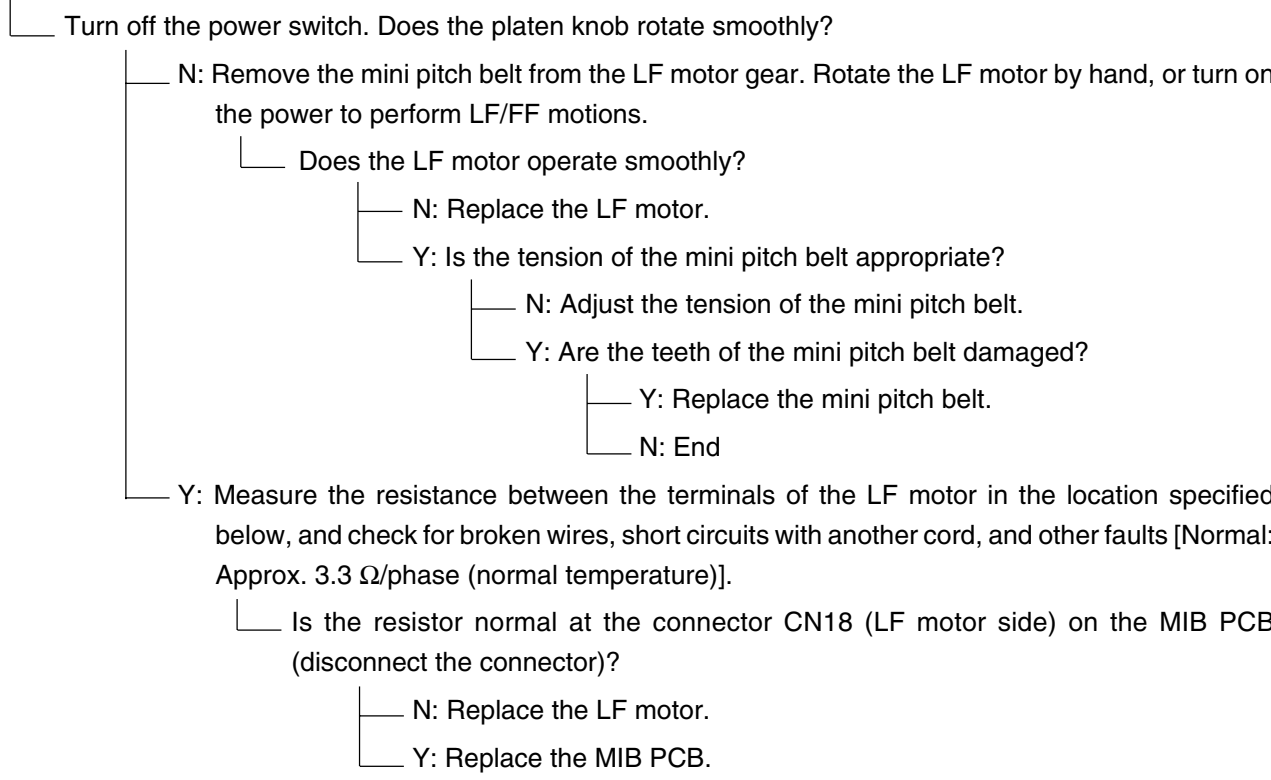 Turn off the power switch. Does the platen knob rotate smoothly?
N: Remove the mini pitch belt from the LF motor gear. Rotate the LF motor by hand, or turn on
the power to perform LF/FF motions.
Does the LF motor operate smoothly?
N: Replace the LF motor.
Y: Is the tension of the mini pitch belt appropriate?
N: Adjust the tension of the mini pitch belt.
Y: Are the teeth of the mini pitch belt damaged?
Y: Replace the mini pitch belt.
N: End
Y: Measure the resistance between the terminals of the LF motor in the location specified
below, and check for broken wires, short circuits with another cord, and other faults [Normal:
Approx. 3.3 Ω/phase (normal temperature)].
Is the resistor normal at the connector CN18 (LF motor side) on the MIB PCB
(disconnect the connector)?
N: Replace the LF motor.
Y: Replace the MIB PCB.